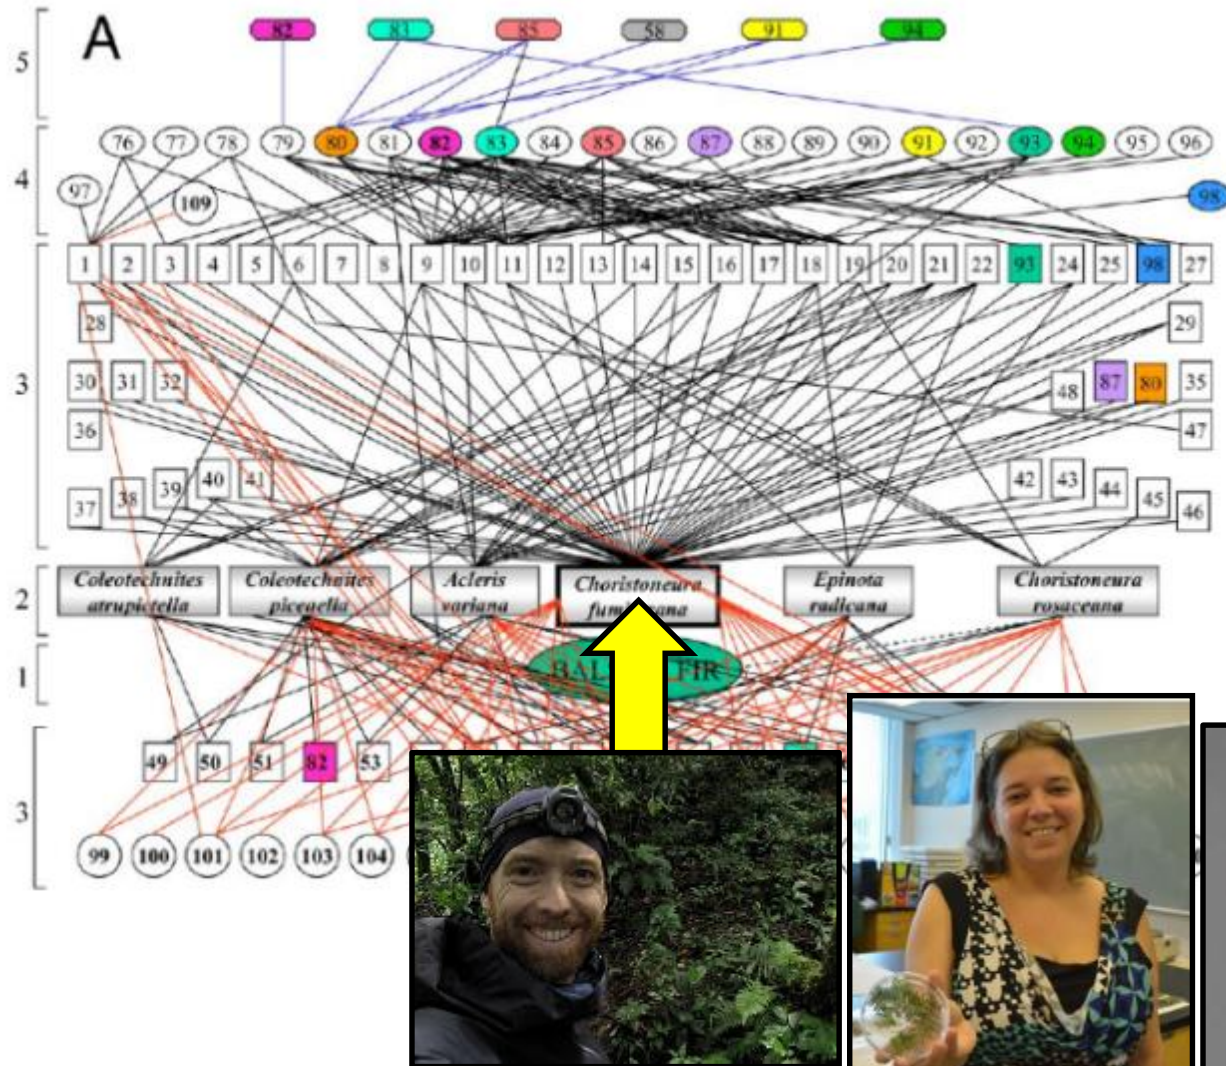 A
5
82 83 85 58 91 94
4
76 77 78 79 80 81 82 83 84 85 86 87 88 89 90 91 92 93 94 95 96
97 109 98
3
1 2 3 4 5 6 7 8 9 10 11 12 13 14 15 16 17 18 19 20 21 22 93 24 25 98 27
28 29
30 31 32 48 87 80 35
36 47
37 38 39 40 41 42 43 44 45 46
2
Coleotechnites Coleotechnites Acleris Choristoneura Epinota Choristoneura
atrupictella piceaella variana radicana rosaceana
1
BAL FIR
3
49 50 51 82 53
99 100 101 102 103 104